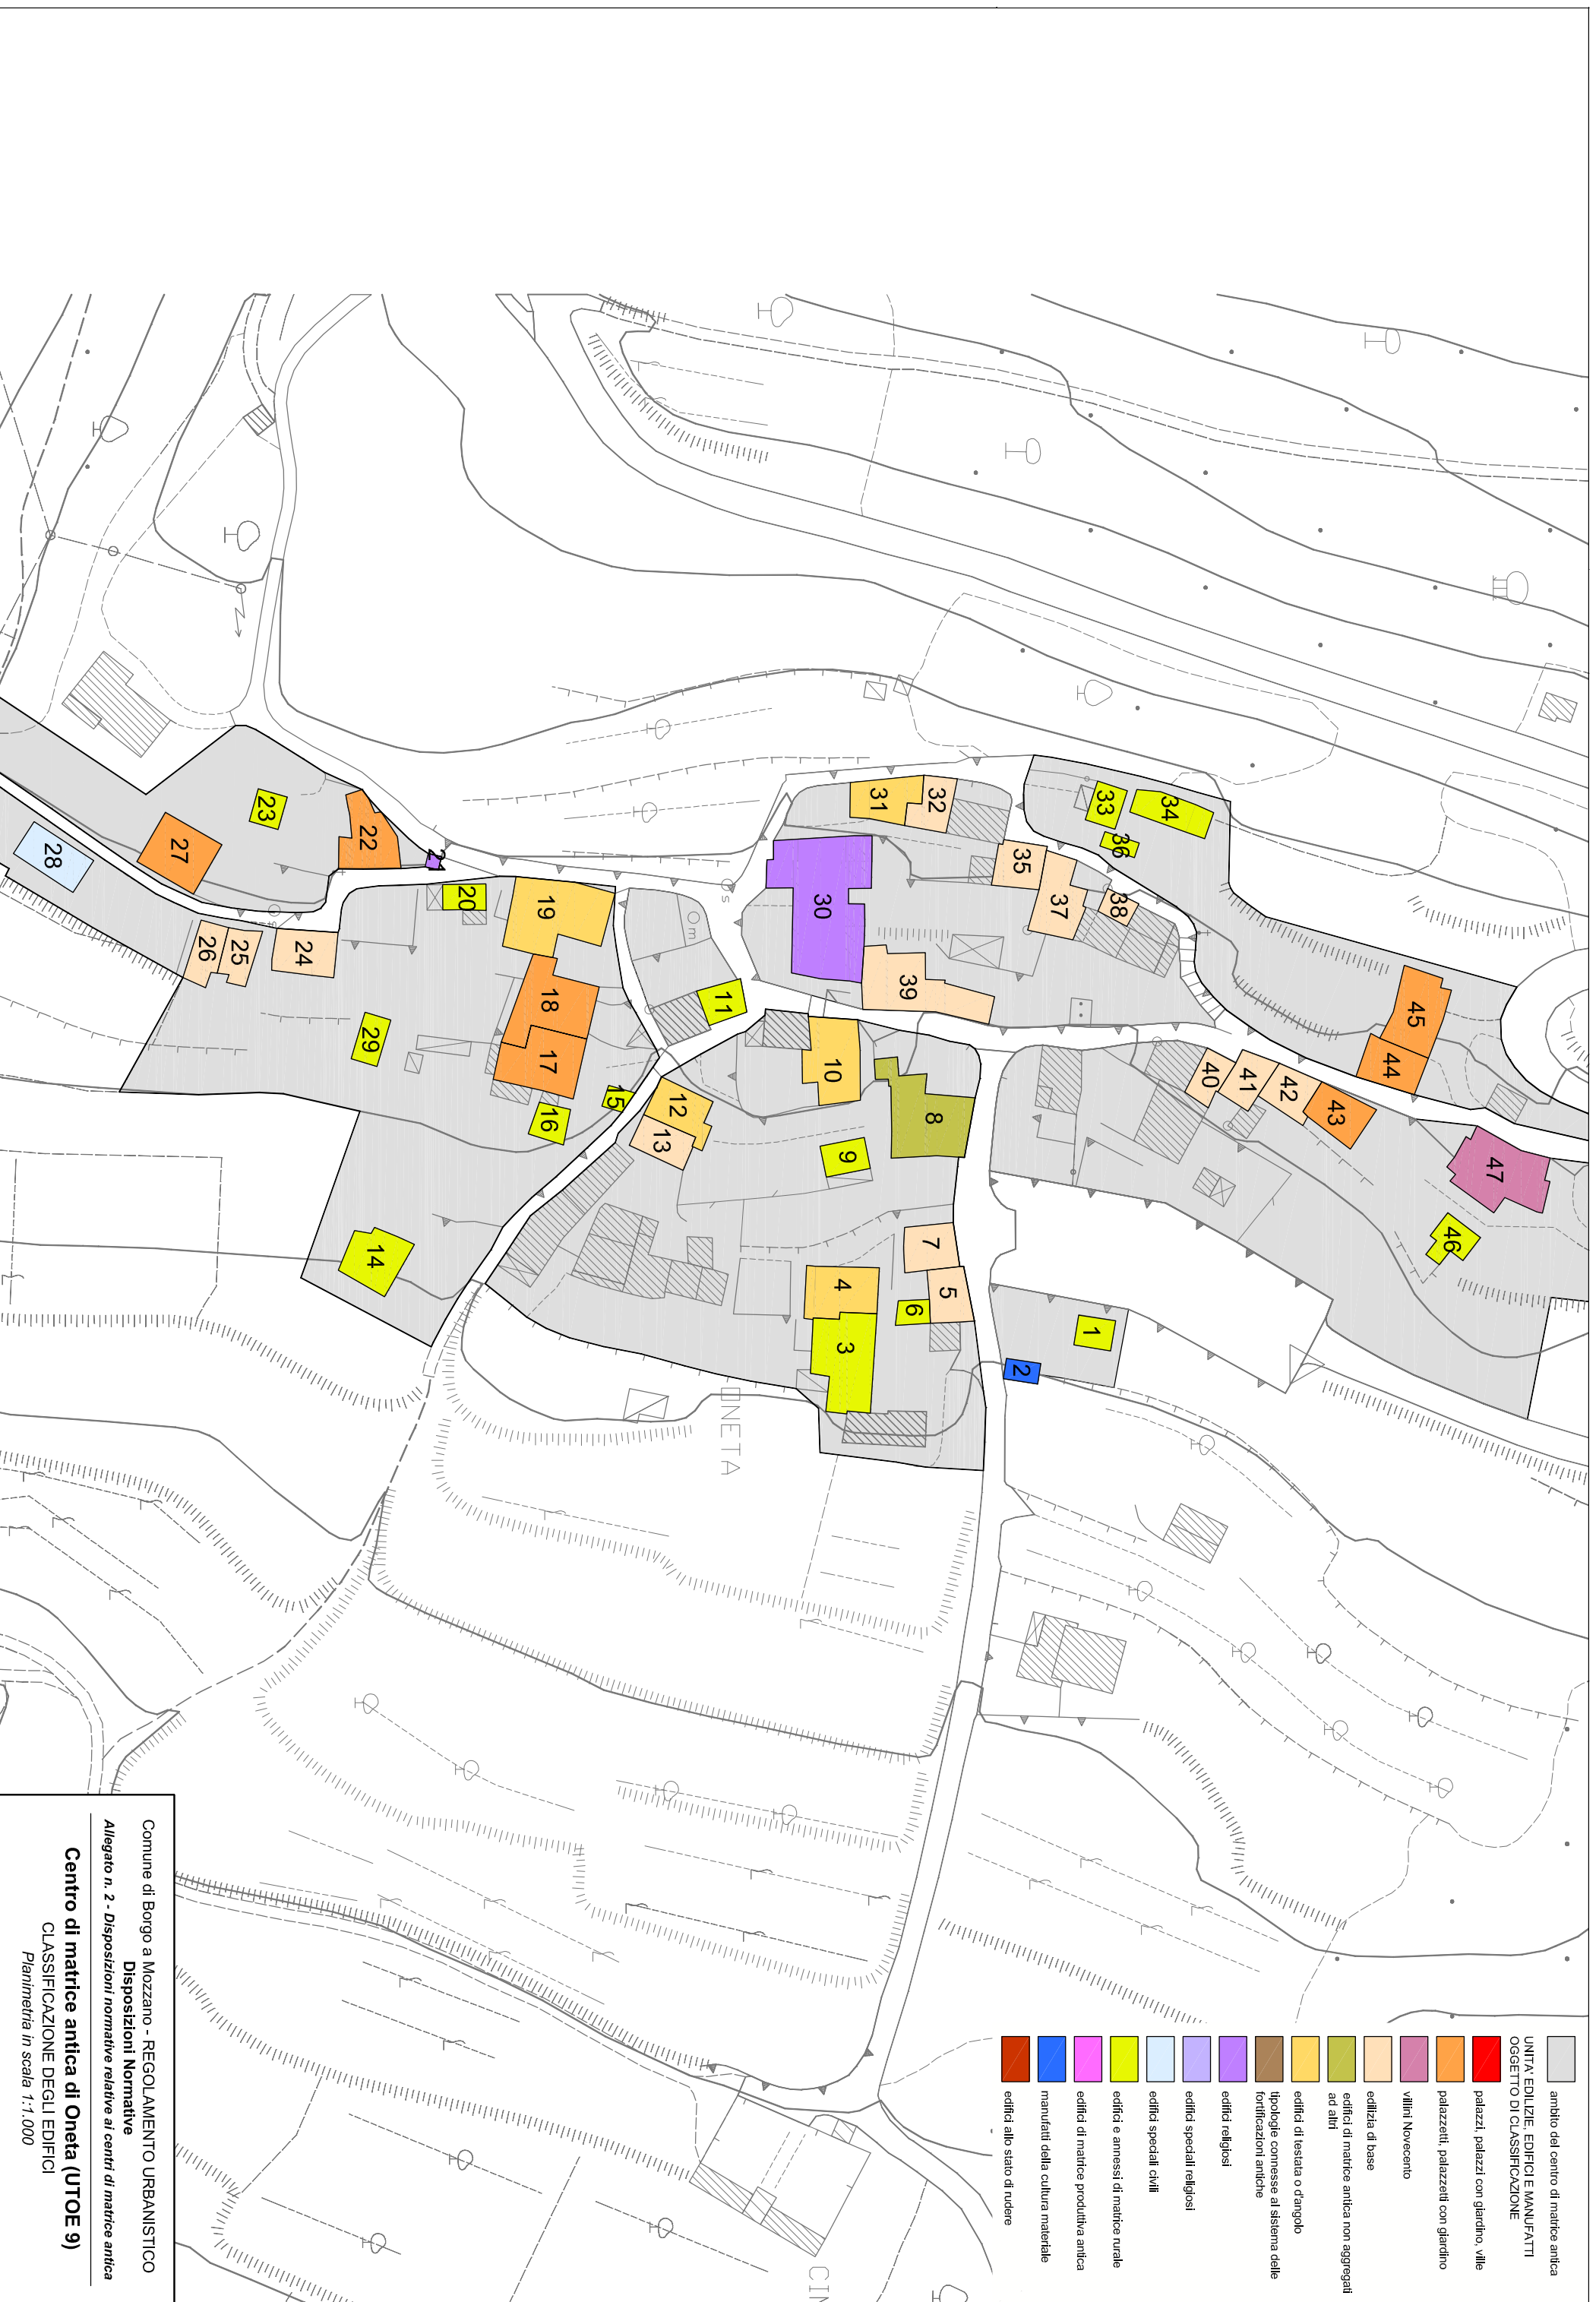 ambito del centro di matrice antica
UNITA' EDILIZIE, EDIFICI E MANUFATTI
OGGETTO DI CLASSIFICAZIONE
palazzi, palazzi con giardino, ville
palazzetti, palazzetti con giardino
villini Novecento
edilizia di base
edifici di matrice antica non aggregati
ad altri
edifici di testata o d'angolo
tipologie connesse al sistema delle
fortificazioni antiche
edifici religiosi
edifici speciali religiosi
edifici speciali civili
edifici e annessi di matrice rurale
edifici di matrice produttiva antica
manufatti della cultura materiale
edifici allo stato di rudere
47
46
45
44
43
42
41
40
34
33
36
38
37
35
32
31
30
39
1
2
8
10
9
7
5
6
4
3
11
12
13
15
16
17
18
19
20
2
22
23
24
25
26
27
28
29
14
s
m
ONETA
CIM
Comune di Borgo a Mozzano - REGOLAMENTO URBANISTICO
Disposizioni Normative
Allegato n. 2 - Disposizioni normative relative ai centri di matrice antica
Centro di matrice antica di Oneta (UTOE 9)
CLASSIFICAZIONE DEGLI EDIFICI
Planimetria in scala 1:1.000